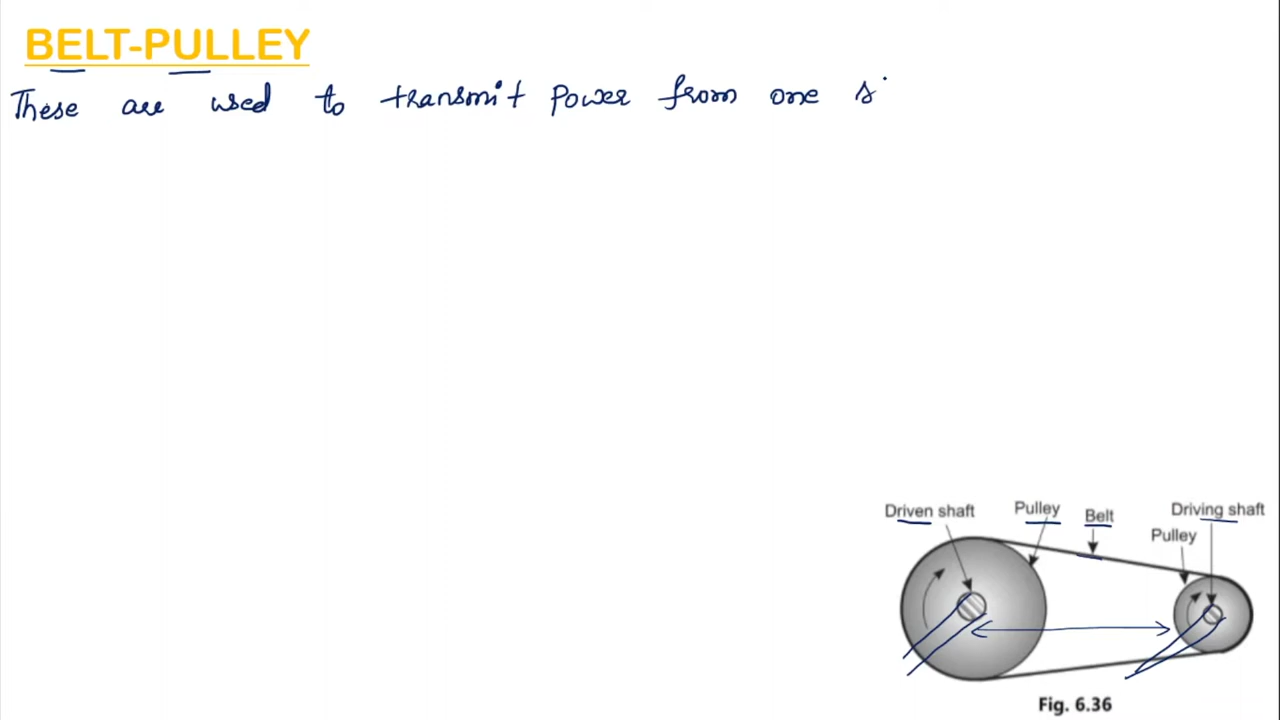 BELT-PULLEY
These are used to transmit power from one s
Driven shaft
Pulley
Belt
Driving shaft
Pulley
Fig. 6.36